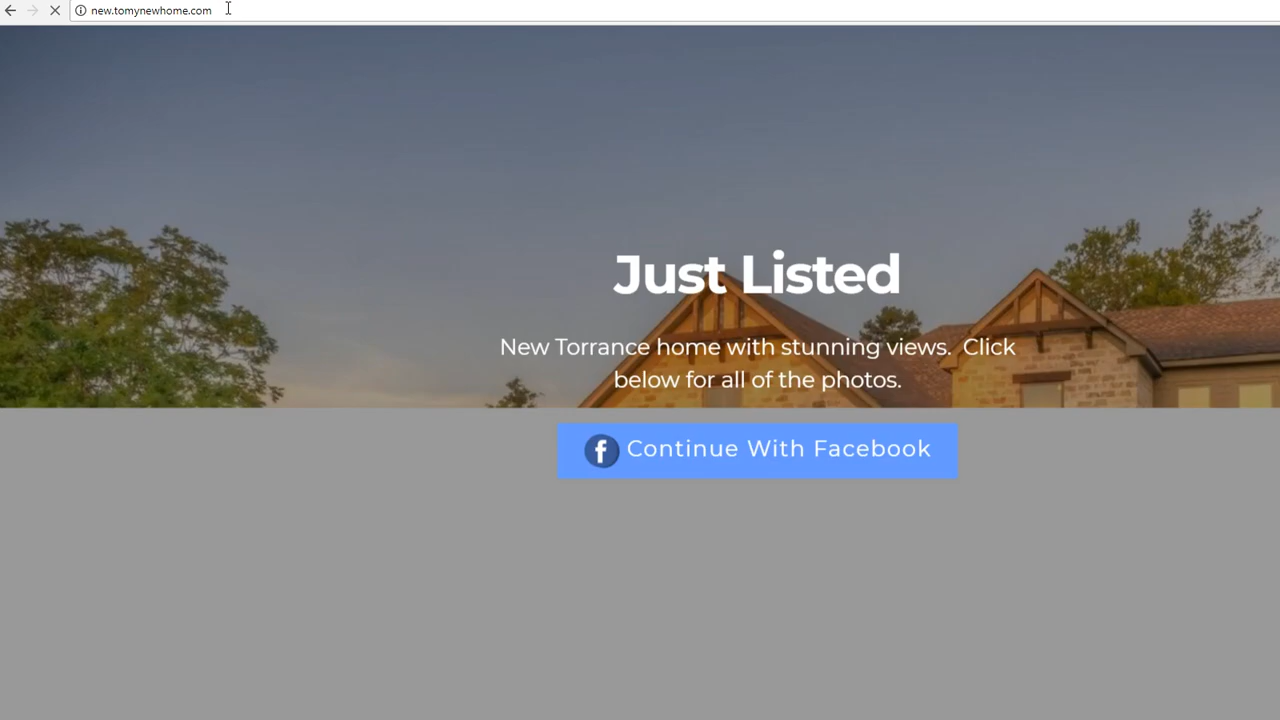 new.tomynewhome.com
Just Listed
New Torrance home with stunning views.  Click
below for all of the photos.
f Continue With Facebook